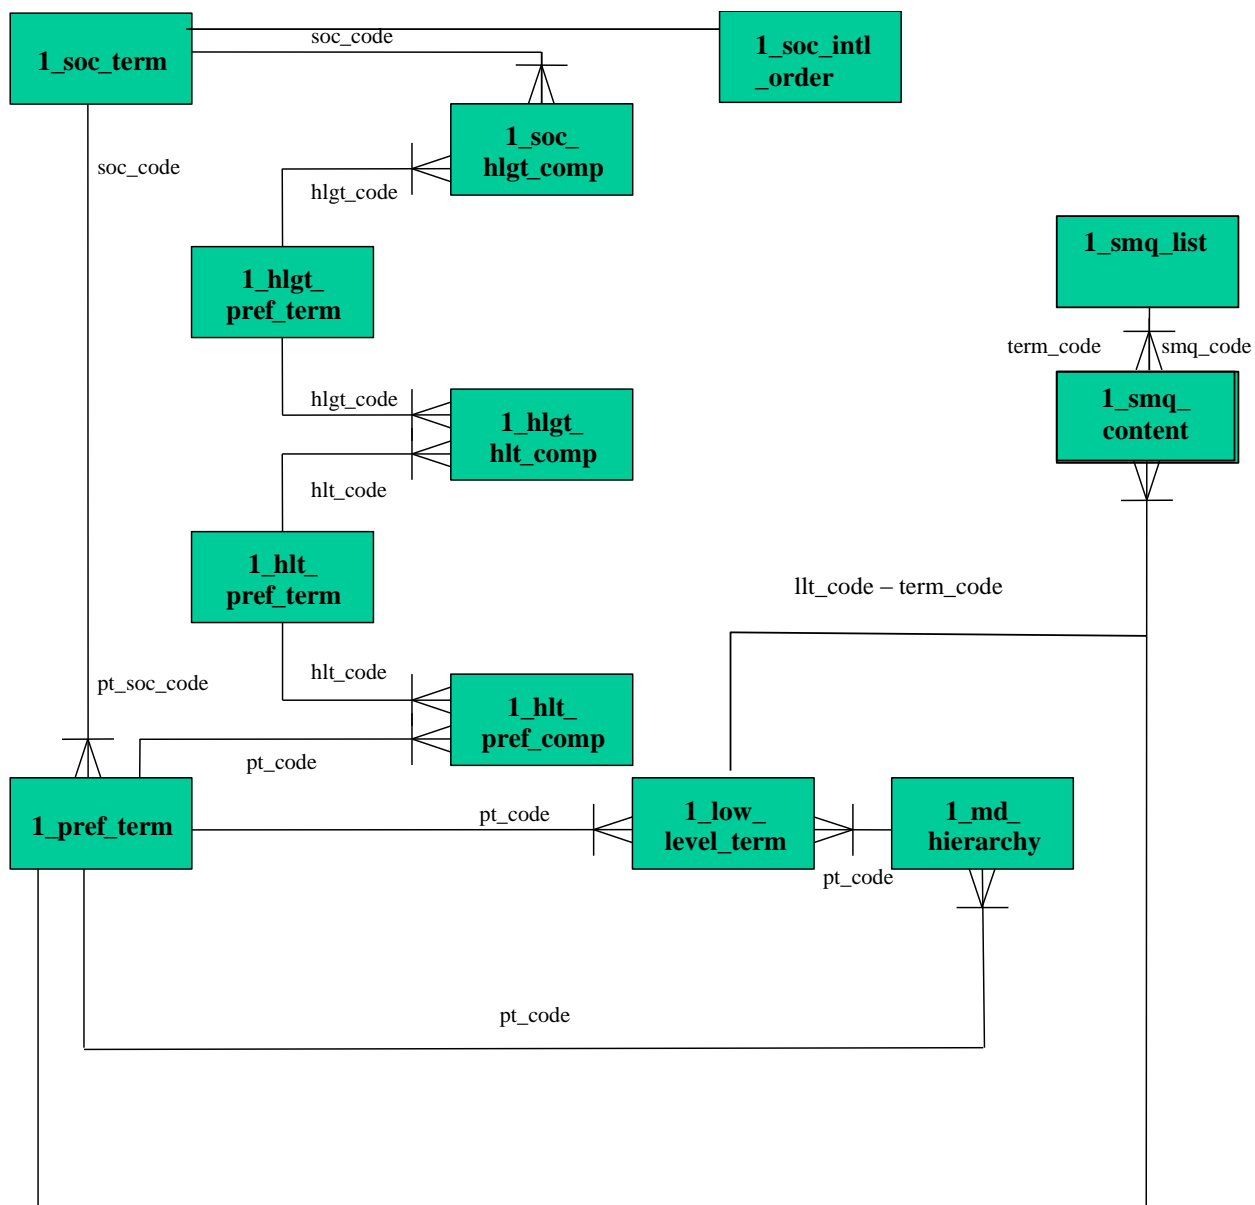 soc_code
1_soc_term
1_soc_intl
_order
1_soc_
hlgt_comp
soc_code
hlgt_code
1_smq_list
1_hlgt_
pref_term
term_code
smq_code
hlgt_code
1_hlgt_
hlt_comp
1_smq_
content
hlt_code
1_hlt_
pref_term
llt_code – term_code
hlt_code
pt_soc_code
1_hlt_
pref_comp
pt_code
1_pref_term
pt_code
1_low_
level_term
1_md_
hierarchy
pt_code
pt_code